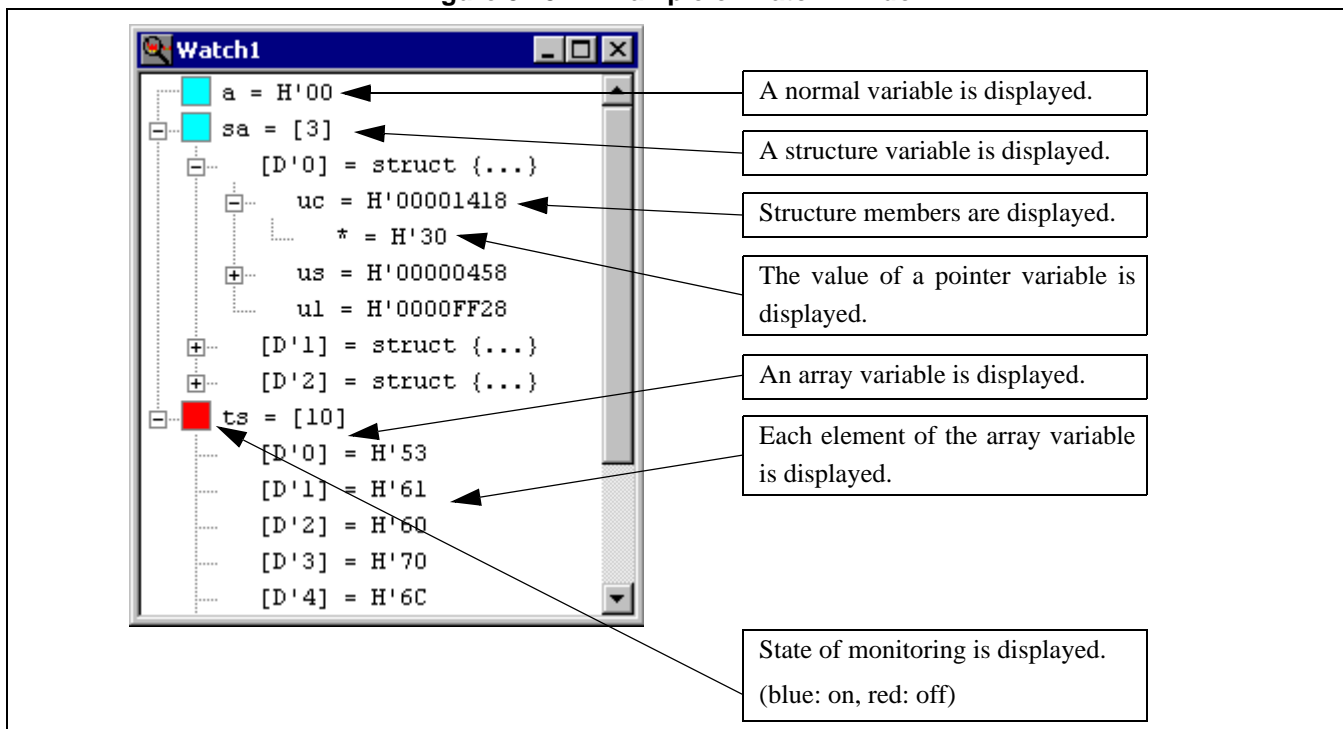 Watch1
a = H'00
sa = [3]
[D'0] = struct {...}
uc = H'00001418
* = H'30
us = H'00000458
ul = H'0000FF28
[D'1] = struct {...}
[D'2] = struct {...}
ts = [10]
[D'0] = H'53
[D'1] = H'61
[D'2] = H'60
[D'3] = H'70
[D'4] = H'6C
A normal variable is displayed.
A structure variable is displayed.
Structure members are displayed.
The value of a pointer variable is
displayed.
An array variable is displayed.
Each element of the array variable
is displayed.
State of monitoring is displayed.
(blue: on, red: off)